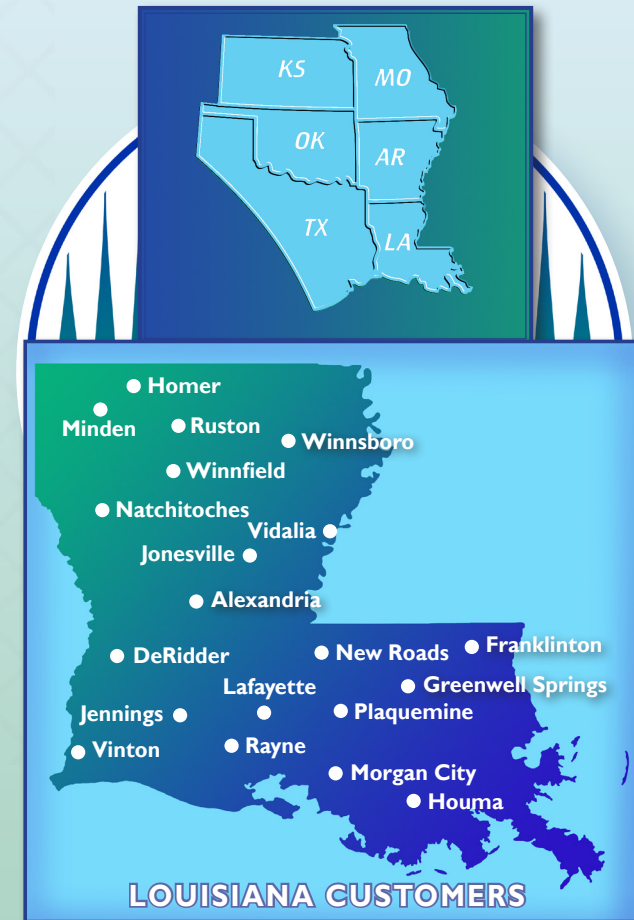 KS
MO
OK
AR
TX
LA
Homer
Minden
Ruston
Winnsboro
Winnfield
Natchitoches
Vidalia
Jonesville
Alexandria
DeRidder
New Roads
Franklinton
Lafayette
Greenwell Springs
Jennings
Plaquemine
Vinton
Rayne
Morgan City
Houma
LOUISIANA CUSTOMERS